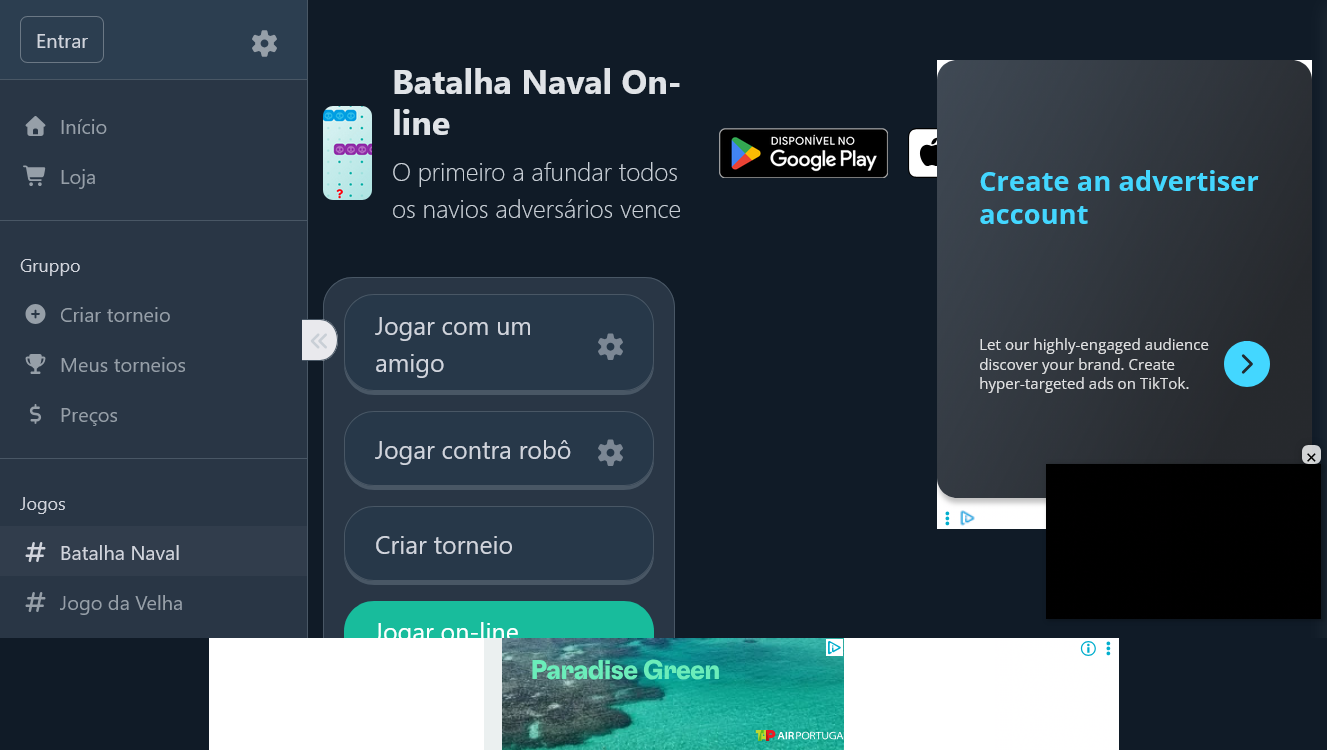 Entrar
Início
Loja
Gruppo
Criar torneio
Meus torneios
Preços
Jogos
Batalha Naval
Jogo da Velha
Batalha Naval On-
line
O primeiro a afundar todos
os navios adversários vence
?
DISPONÍVEL NO
Google Play
Jogar com um
amigo
Jogar contra robô
Criar torneio
Jogar on-line
Create an advertiser
account
Let our highly-engaged audience
discover your brand. Create
hyper-targeted ads on TikTok.
Paradise Green
TAP AIRPORTUGA